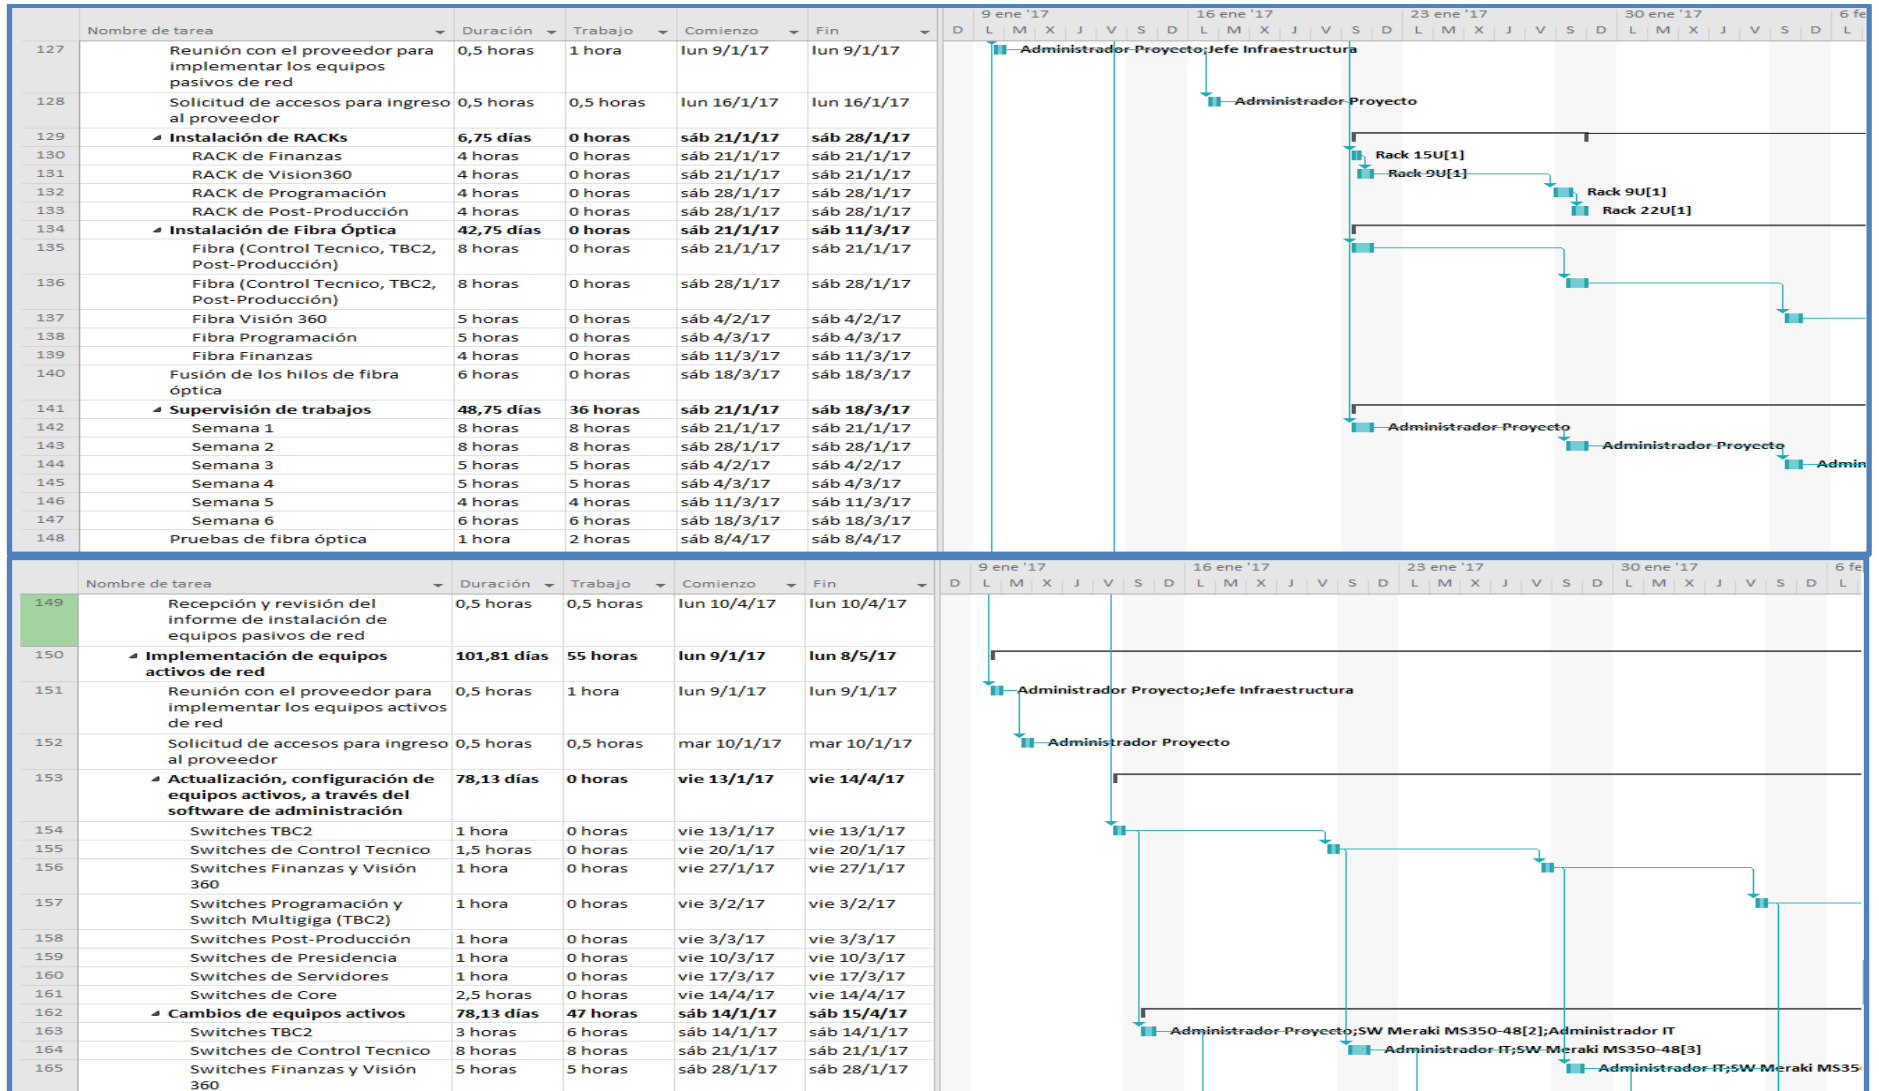 9 ene '17 16 ene '17 23 ene '17 30 ene '17 6 fe
Nombre de tarea Duración Trabajo Comienzo Fin D L M X J V S D L M X J V S D L M X J V S D L M X J V S D L
127 Reunión con el proveedor para 0,5 horas 1 hora lun 9/1/17 lun 9/1/17 Administrador Proyecto;Jefe Infraestructura
implementar los equipos
pasivos de red
128 Solicitud de accesos para ingreso 0,5 horas 0,5 horas lun 16/1/17 lun 16/1/17 Administrador Proyecto
al proveedor
129 Instalación de RACKs 6,75 días 0 horas sáb 21/1/17 sáb 28/1/17
130 RACK de Finanzas 4 horas 0 horas sáb 21/1/17 sáb 21/1/17 Rack 15U[1]
131 RACK de Vision360 4 horas 0 horas sáb 21/1/17 sáb 21/1/17 Rack 9U[1]
132 RACK de Programación 4 horas 0 horas sáb 28/1/17 sáb 28/1/17 Rack 9U[1]
133 RACK de Post-Producción 4 horas 0 horas sáb 28/1/17 sáb 28/1/17 Rack 22U[1]
134 Instalación de Fibra Óptica 42,75 días 0 horas sáb 21/1/17 sáb 11/3/17
135 Fibra (Control Tecnico, TBC2, 8 horas 0 horas sáb 21/1/17 sáb 21/1/17
Post-Producción)
136 Fibra (Control Tecnico, TBC2, 8 horas 0 horas sáb 28/1/17 sáb 28/1/17
Post-Producción)
137 Fibra Visión 360 5 horas 0 horas sáb 4/2/17 sáb 4/2/17
138 Fibra Programación 5 horas 0 horas sáb 4/3/17 sáb 4/3/17
139 Fibra Finanzas 4 horas 0 horas sáb 11/3/17 sáb 11/3/17
140 Fusión de los hilos de fibra 6 horas 0 horas sáb 18/3/17 sáb 18/3/17
óptica
141 Supervisión de trabajos 48,75 días 36 horas sáb 21/1/17 sáb 18/3/17
142 Semana 1 8 horas 8 horas sáb 21/1/17 sáb 21/1/17 Administrador Proyecto
143 Semana 2 8 horas 8 horas sáb 28/1/17 sáb 28/1/17 Administrador Proyecto
144 Semana 3 5 horas 5 horas sáb 4/2/17 sáb 4/2/17 Admin
145 Semana 4 5 horas 5 horas sáb 4/3/17 sáb 4/3/17
146 Semana 5 4 horas 4 horas sáb 11/3/17 sáb 11/3/17
147 Semana 6 6 horas 6 horas sáb 18/3/17 sáb 18/3/17
148 Pruebas de fibra óptica 1 hora 2 horas sáb 8/4/17 sáb 8/4/17
9 ene '17 16 ene '17 23 ene '17 30 ene '17 6 fe
Nombre de tarea Duración Trabajo Comienzo Fin D L M X J V S D L M X J V S D L M X J V S D L M X J V S D L
149 Recepción y revisión del 0,5 horas 0,5 horas lun 10/4/17 lun 10/4/17
informe de instalación de
equipos pasivos de red
150 Implementación de equipos 101,81 días 55 horas lun 9/1/17 lun 8/5/17
activos de red
151 Reunión con el proveedor para 0,5 horas 1 hora lun 9/1/17 lun 9/1/17 Administrador Proyecto;Jefe Infraestructura
implementar los equipos activos
de red
152 Solicitud de accesos para ingreso 0,5 horas 0,5 horas mar 10/1/17 mar 10/1/17 Administrador Proyecto
al proveedor
153 Actualización, configuración de 78,13 días 0 horas vie 13/1/17 vie 14/4/17
equipos activos, a través del
software de administración
154 Switches TBC2 1 hora 0 horas vie 13/1/17 vie 13/1/17
155 Switches de Control Tecnico 1,5 horas 0 horas vie 20/1/17 vie 20/1/17
156 Switches Finanzas y Visión 1 hora 0 horas vie 27/1/17 vie 27/1/17
360
157 Switches Programación y 1 hora 0 horas vie 3/2/17 vie 3/2/17
Switch Multigiga (TBC2)
158 Switches Post-Producción 1 hora 0 horas vie 3/3/17 vie 3/3/17
159 Switches de Presidencia 1 hora 0 horas vie 10/3/17 vie 10/3/17
160 Switches de Servidores 1 hora 0 horas vie 17/3/17 vie 17/3/17
161 Switches de Core 2,5 horas 0 horas vie 14/4/17 vie 14/4/17
162 Cambios de equipos activos 78,13 días 47 horas sáb 14/1/17 sáb 15/4/17
163 Switches TBC2 3 horas 6 horas sáb 14/1/17 sáb 14/1/17 Administrador Proyecto;SW Meraki MS350-48[2];Administrador IT
164 Switches de Control Tecnico 8 horas 8 horas sáb 21/1/17 sáb 21/1/17 Administrador IT;SW Meraki MS350-48[3]
165 Switches Finanzas y Visión 5 horas 5 horas sáb 28/1/17 sáb 28/1/17 Administrador IT;SW Meraki MS35
360